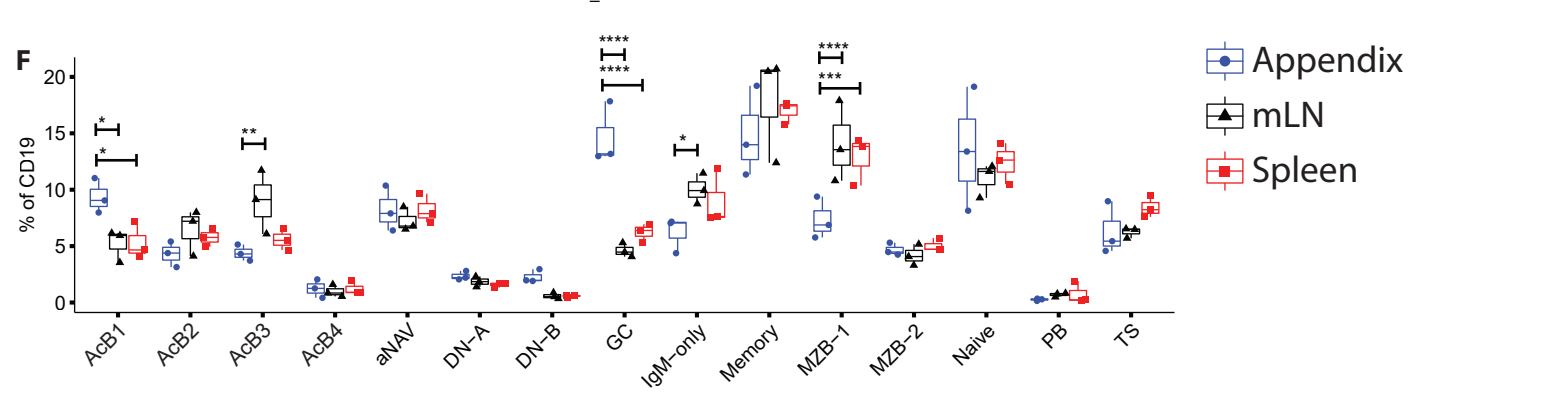 F
% of CD19
20
15
10
5
0
*
*
**
****
****
*
****
***
AcB1
AcB2
AcB3
AcB4
aNAV
DN−A
DN−B
GC
IgM−only
Memory
MZB−1
MZB−2
Naive
PB
TS
Appendix
mLN
Spleen